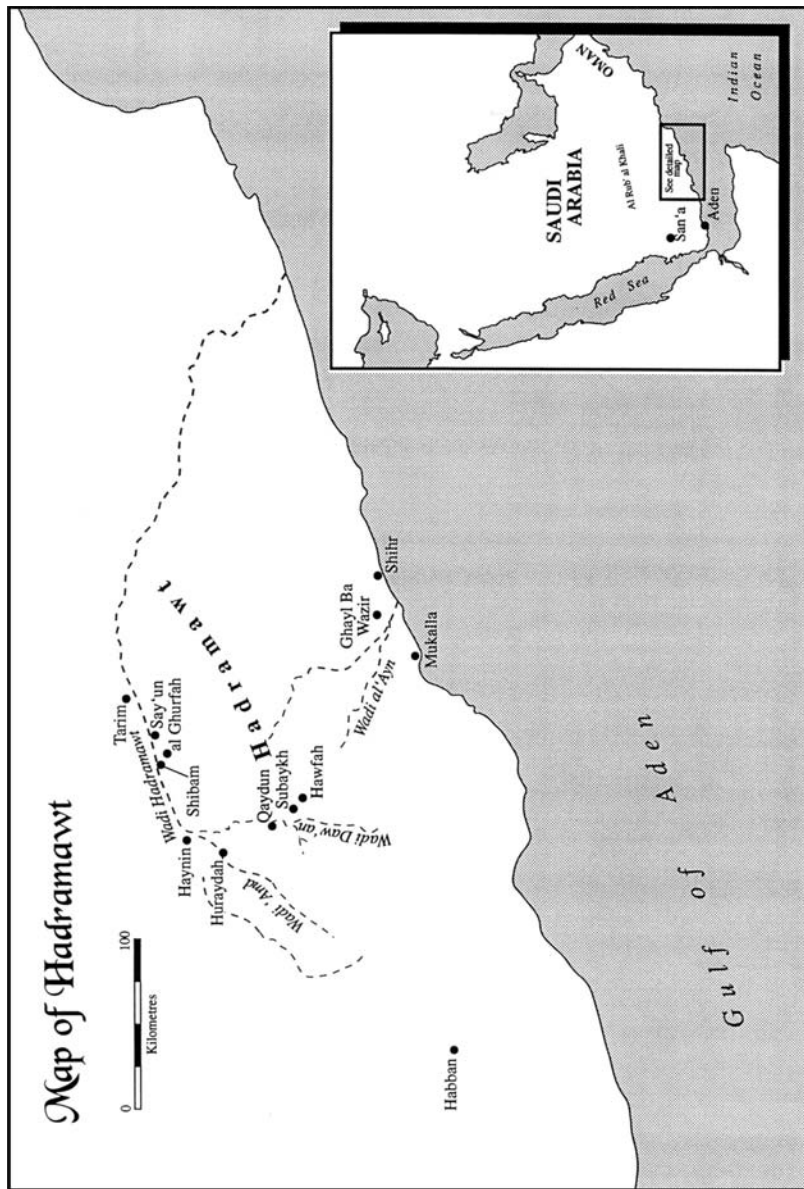 Map of Hadramawt
0
100
Kilometres
Tarim
Say'un
al Ghurfah
Wadi Hadramawt
Shibam
Haynin
Huraydah
Wadi 'Amd
Hadramawt
Qaydun
Subaykh
Hawfah
Wadi Daw'an
Ghayl Ba
Wazir
Shihr
Wadi al'Ayn
Mukalla
Habban
Gulf of Aden
OMAN
SAUDI
ARABIA
Al Rub' al Khali
See detailed
map
San'a
Aden
Red Sea
Indian
Ocean